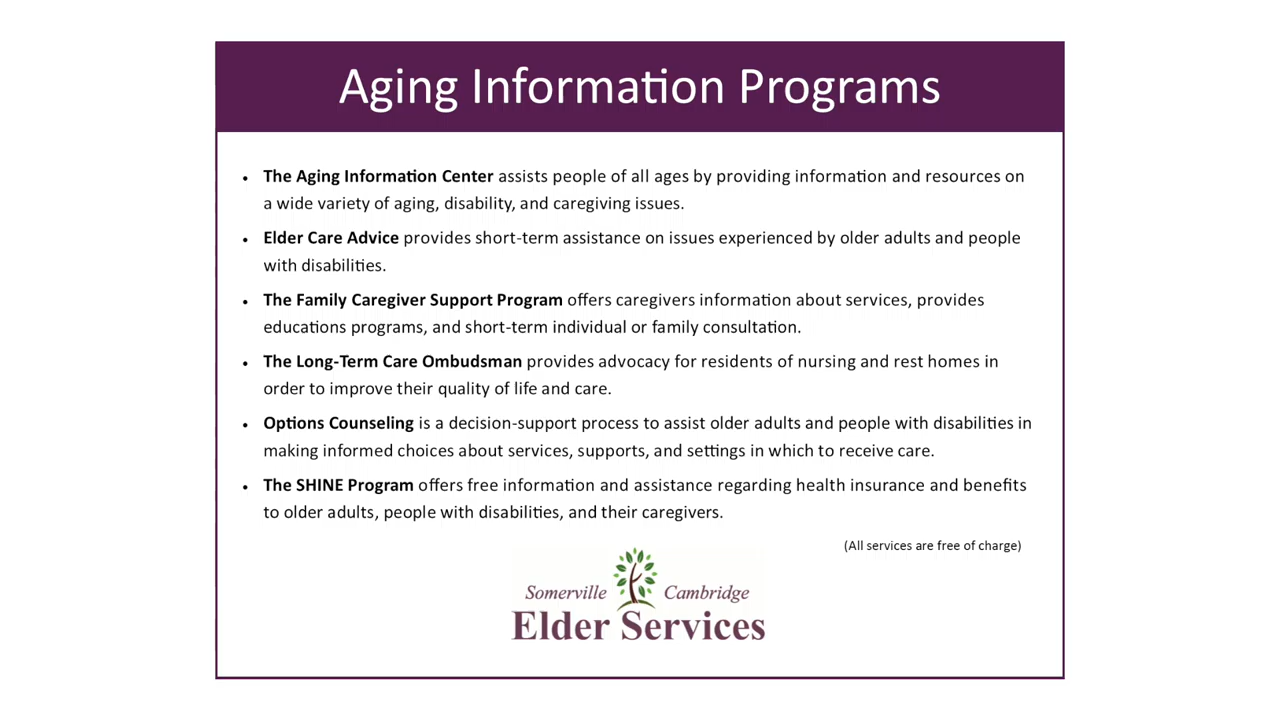 Aging Information Programs
• The Aging Information Center assists people of all ages by providing information and resources on
a wide variety of aging, disability, and caregiving issues.
• Elder Care Advice provides short-term assistance on issues experienced by older adults and people
with disabilities.
• The Family Caregiver Support Program offers caregivers information about services, provides
educations programs, and short-term individual or family consultation.
• The Long-Term Care Ombudsman provides advocacy for residents of nursing and rest homes in
order to improve their quality of life and care.
• Options Counseling is a decision-support process to assist older adults and people with disabilities in
making informed choices about services, supports, and settings in which to receive care.
• The SHINE Program offers free information and assistance regarding health insurance and benefits
to older adults, people with disabilities, and their caregivers.
(All services are free of charge)
Somerville Cambridge
Elder Services